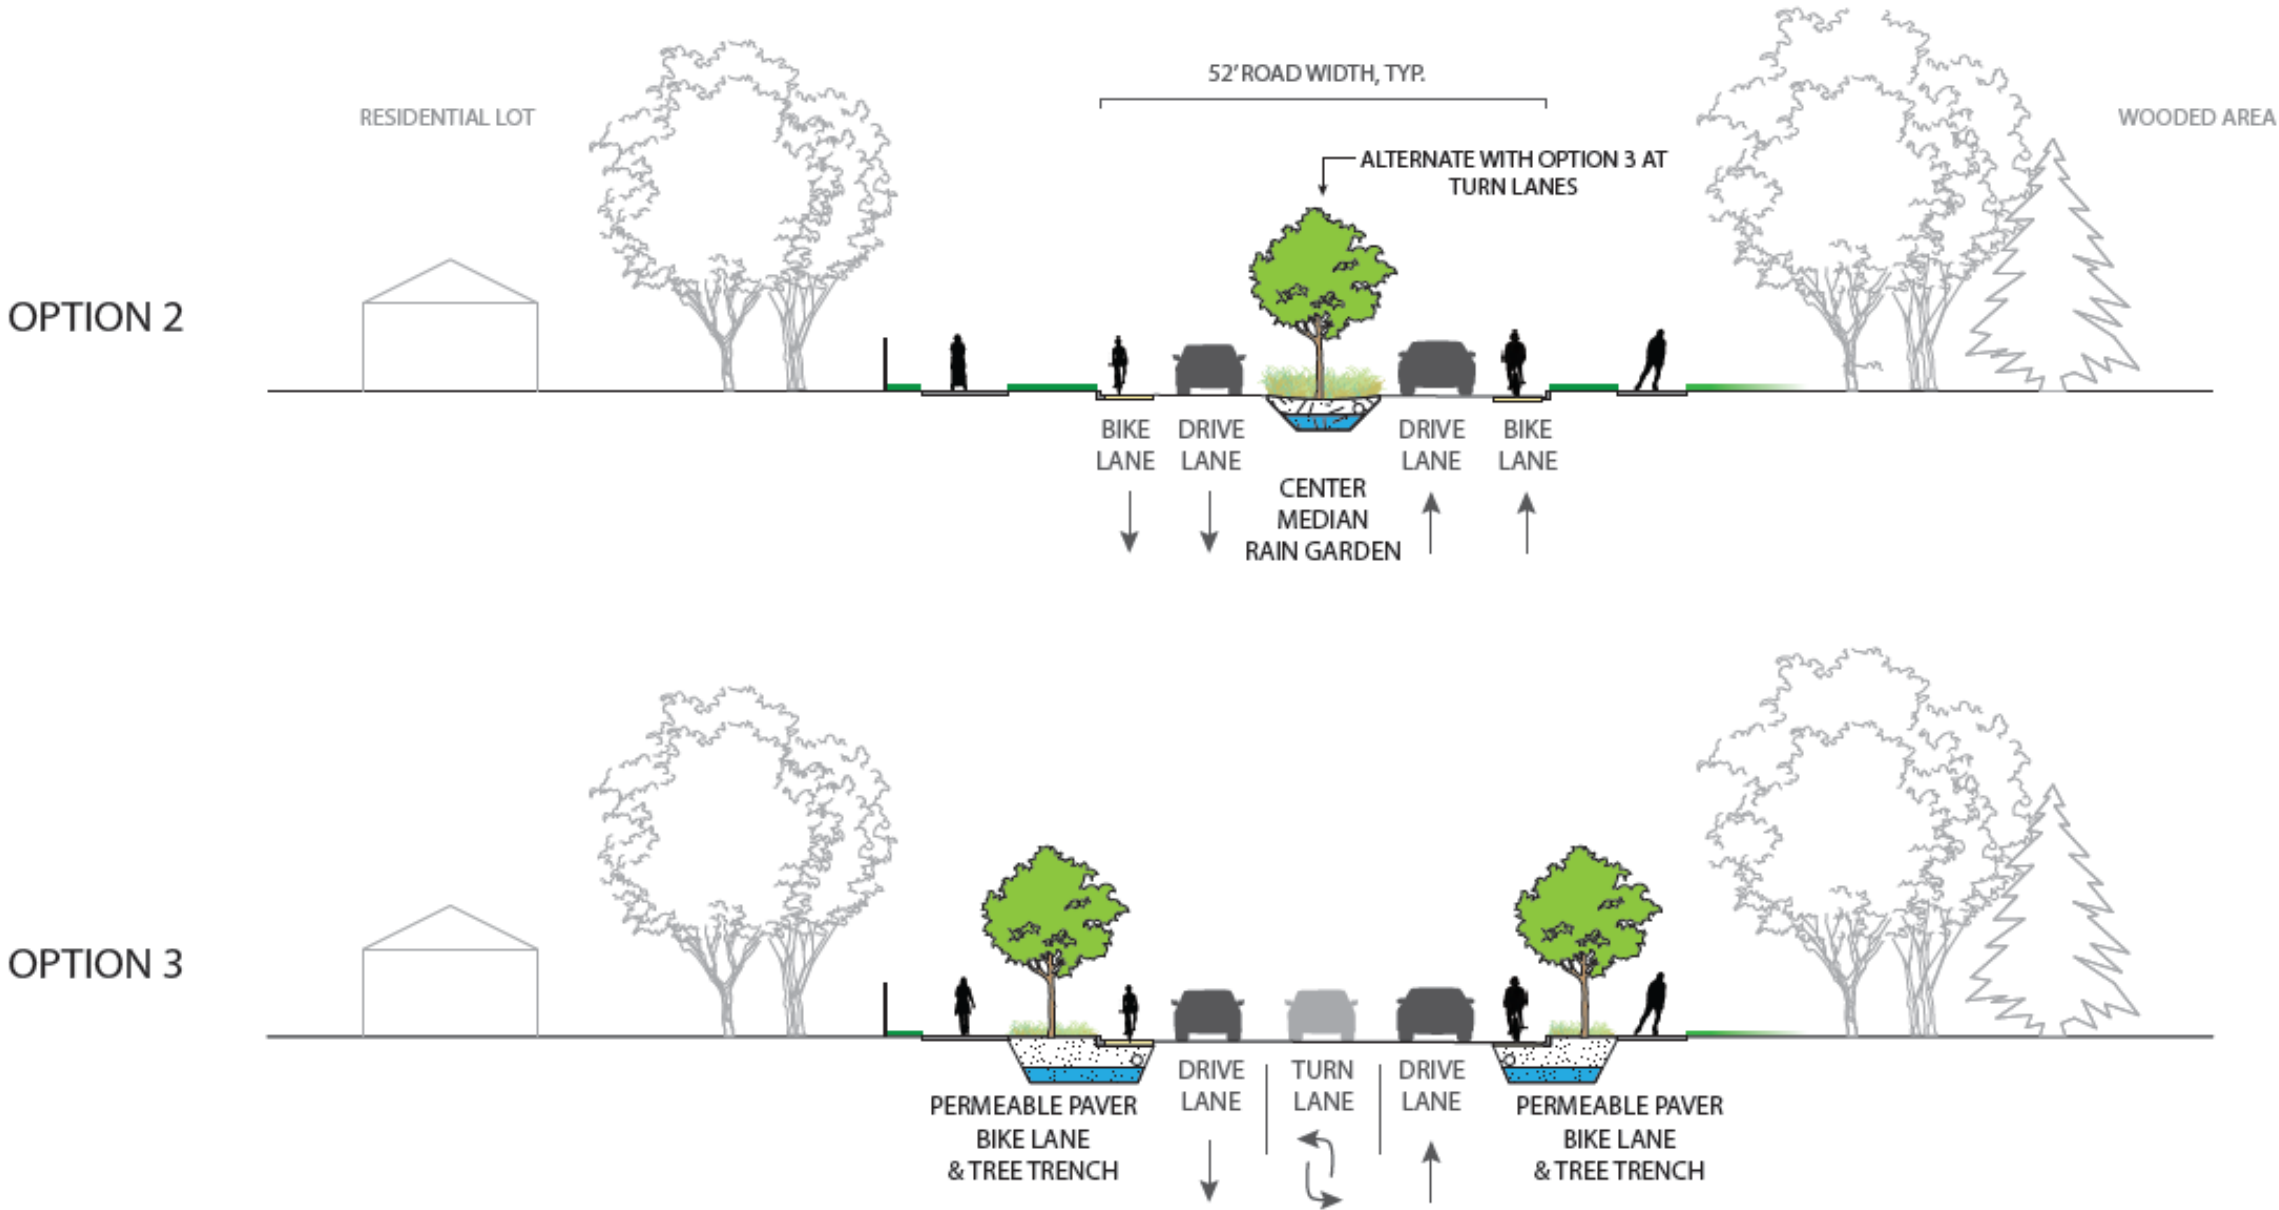 52' ROAD WIDTH, TYP.
RESIDENTIAL LOT
WOODED AREA
ALTERNATE WITH OPTION 3 AT
TURN LANES
OPTION 2
BIKE
LANE
DRIVE
LANE
CENTER
MEDIAN
RAIN GARDEN
DRIVE
LANE
BIKE
LANE
OPTION 3
PERMEABLE PAVER
BIKE LANE
& TREE TRENCH
DRIVE
LANE
TURN
LANE
DRIVE
LANE
PERMEABLE PAVER
BIKE LANE
& TREE TRENCH